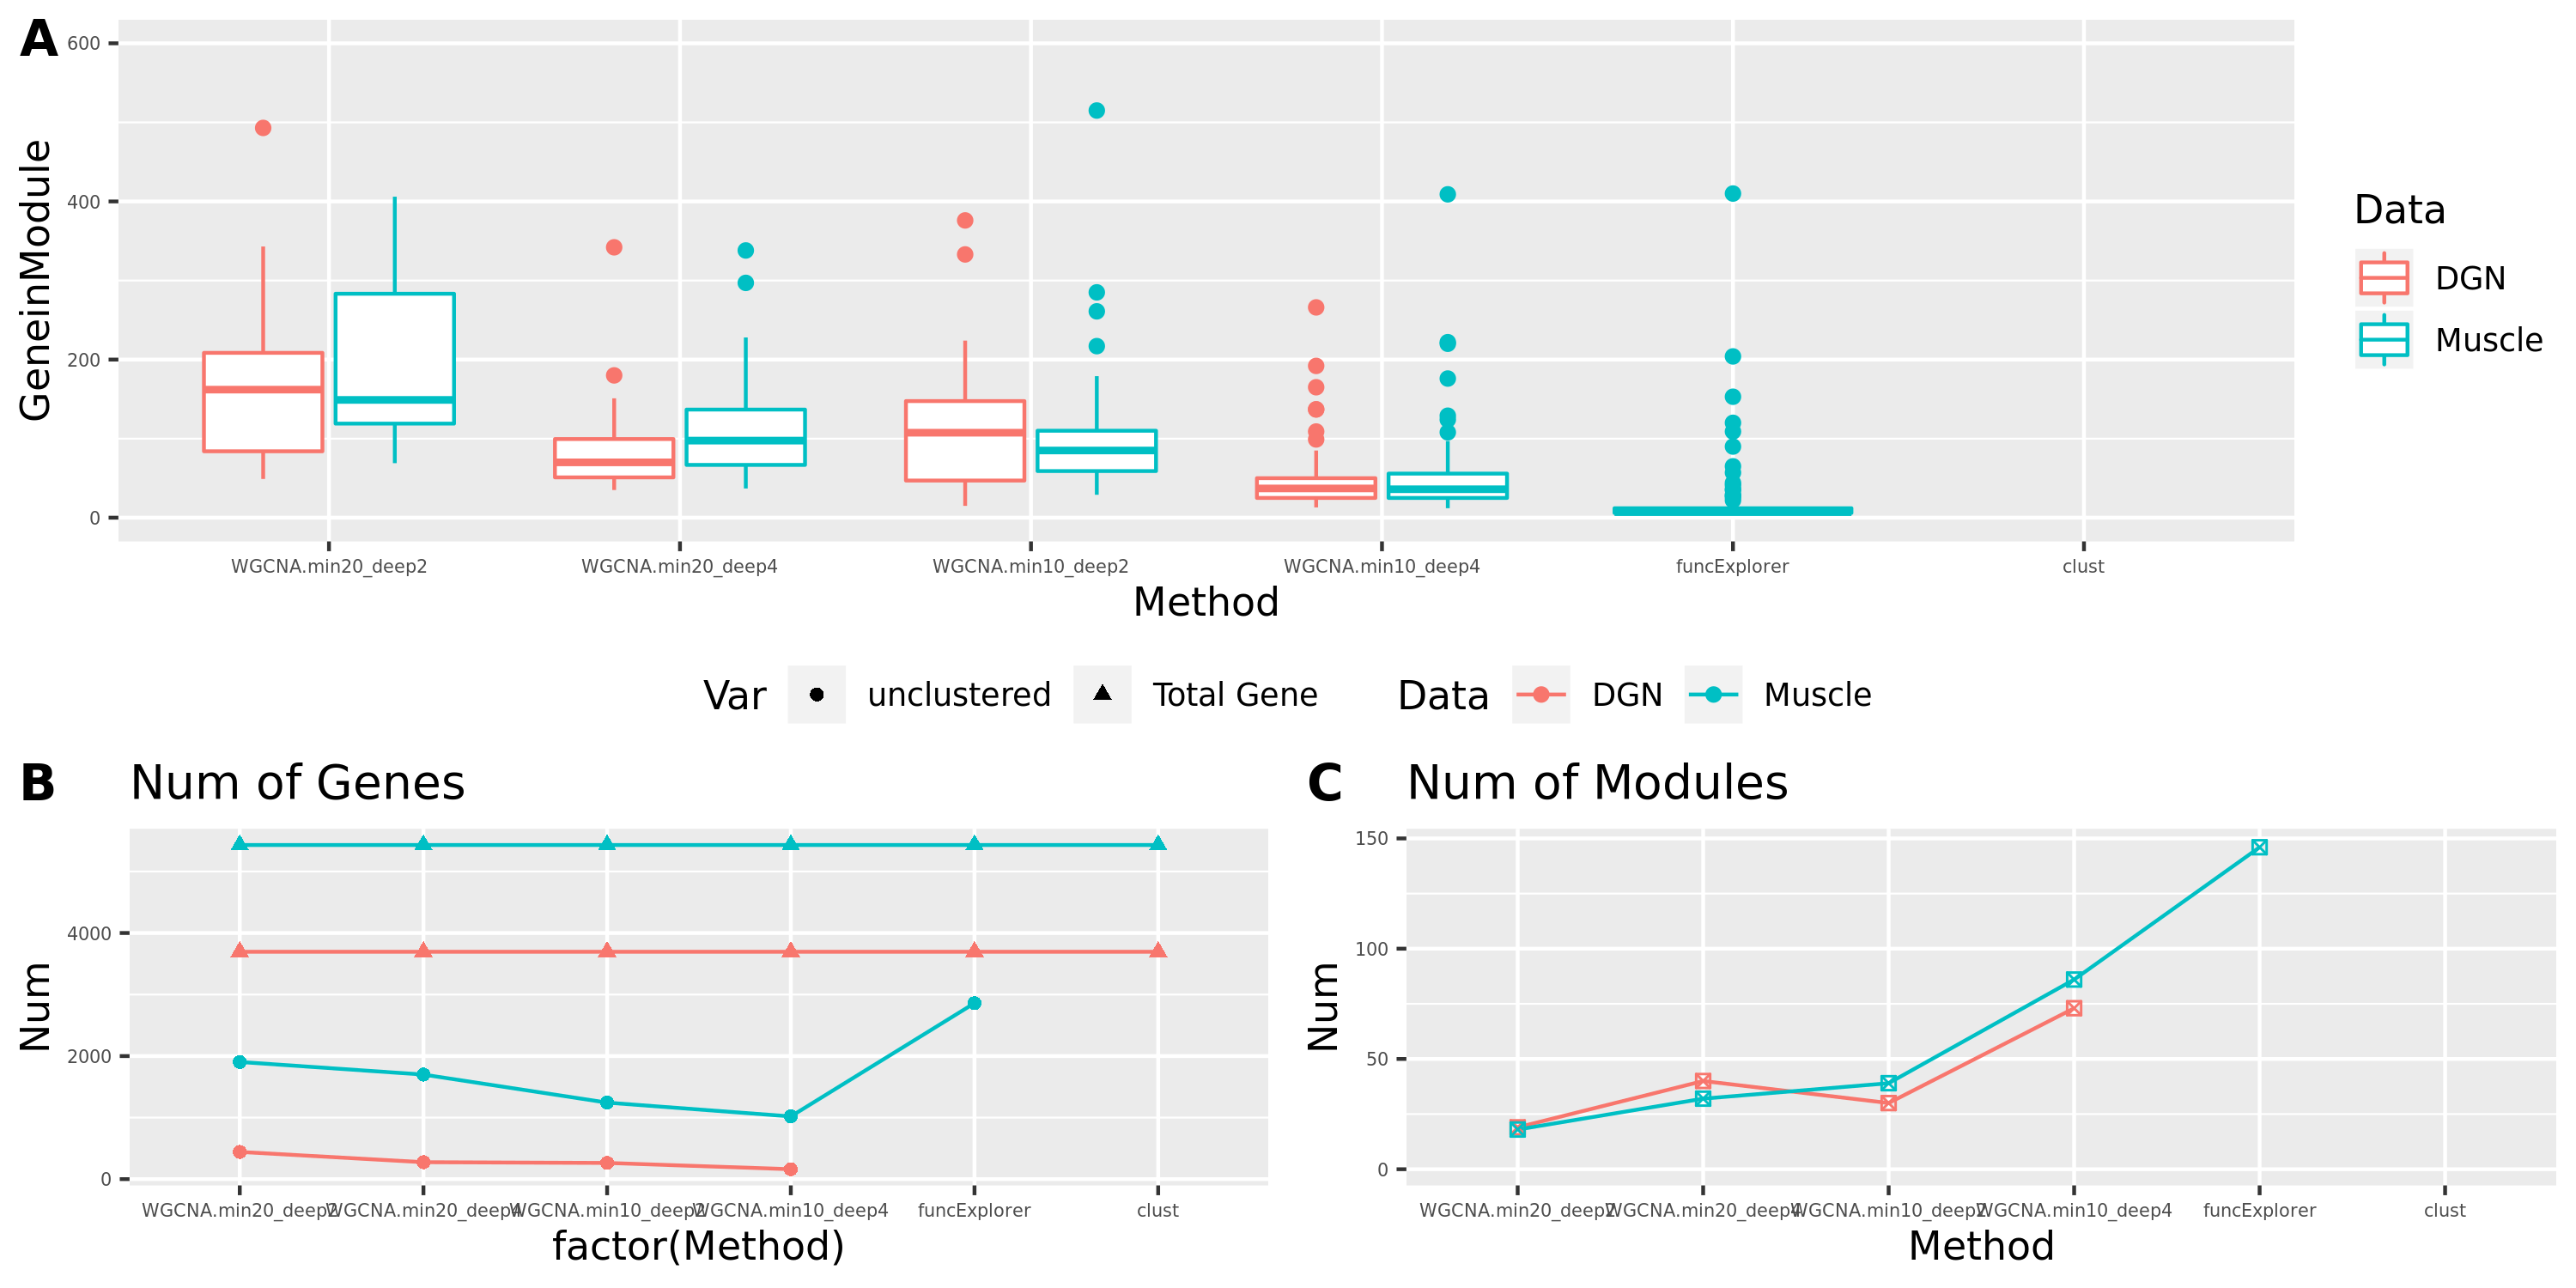 A
600
400
200
0
GeneinModule
WGCNA.min20_deep2 WGCNA.min20_deep4 WGCNA.min10_deep2 WGCNA.min10_deep4 funcExplorer clust
Method
Data
DGN
Muscle
Var unclustered Total Gene Data DGN Muscle
B Num of Genes
4000
2000
0
Num
WGCNA.min20_deep2 WGCNA.min20_deep4 WGCNA.min10_deep2 WGCNA.min10_deep4 funcExplorer clust
factor(Method)
C Num of Modules
150
100
50
0
Num
WGCNA.min20_deep2 WGCNA.min20_deep4 WGCNA.min10_deep2 WGCNA.min10_deep4 funcExplorer clust
Method